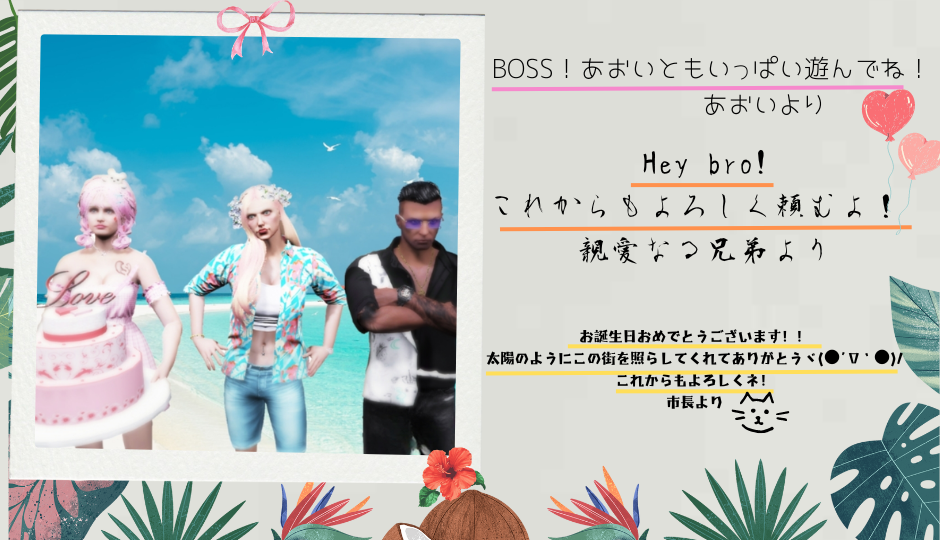 BOSS！あおいともいっぱい遊んでね！
あおいより
Hey bro!
これからもよろしく頼むよ！
親愛なる兄弟より
お誕生日おめでとうございます！！
太陽のようにこの街を照らしてくれてありがとうヾ(●´∇｀●)ﾉ
これからもよろしくネ！
市長より
Love